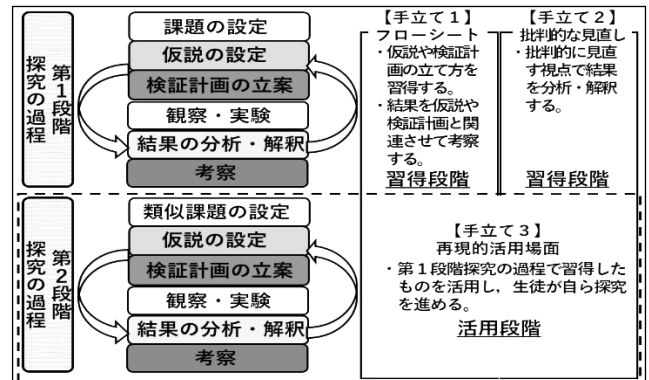 第1段階
探究の過程
課題の設定
仮説の設定
検証計画の立案
観察・実験
結果の分析・解釈
考察
【手立て１】
フローシート
・仮説や検証計
画の立て方を
習得する。
・結果を仮説や
検証計画と関
連させて考察
する。
習得段階
【手立て２】
批判的な見直し
・批判的に見直
す視点で結果
を分析・解釈
する。
習得段階
第2段階
探究の過程
類似課題の設定
仮説の設定
検証計画の立案
観察・実験
結果の分析・解釈
考察
【手立て３】
再現的活用場面
・第１段階探究の過程で習得した
ものを活用し，生徒が自ら探究
を進める。
活用段階